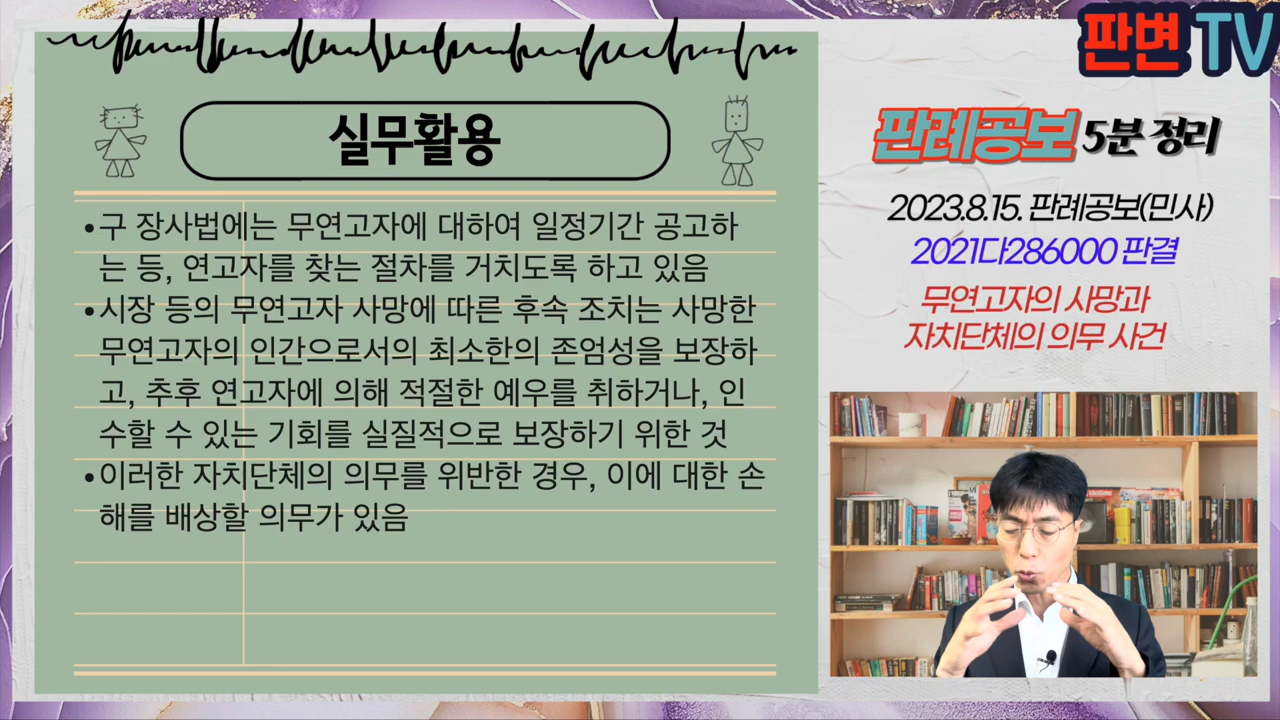 판변 TV
실무활용
•구 장사법에는 무연고자에 대하여 일정기간 공고하
는 등, 연고자를 찾는 절차를 거치도록 하고 있음
•시장 등의 무연고자 사망에 따른 후속 조치는 사망한
무연고자의 인간으로서의 최소한의 존엄성을 보장하
고, 추후 연고자에 의해 적절한 예우를 취하거나, 인
수할 수 있는 기회를 실질적으로 보장하기 위한 것
•이러한 자치단체의 의무를 위반한 경우, 이에 대한 손
해를 배상할 의무가 있음
판례공보 5분 정리
2023.8.15. 판례공보(민사)
2021다286000 판결
무연고자의 사망과
자치단체의 의무 사건